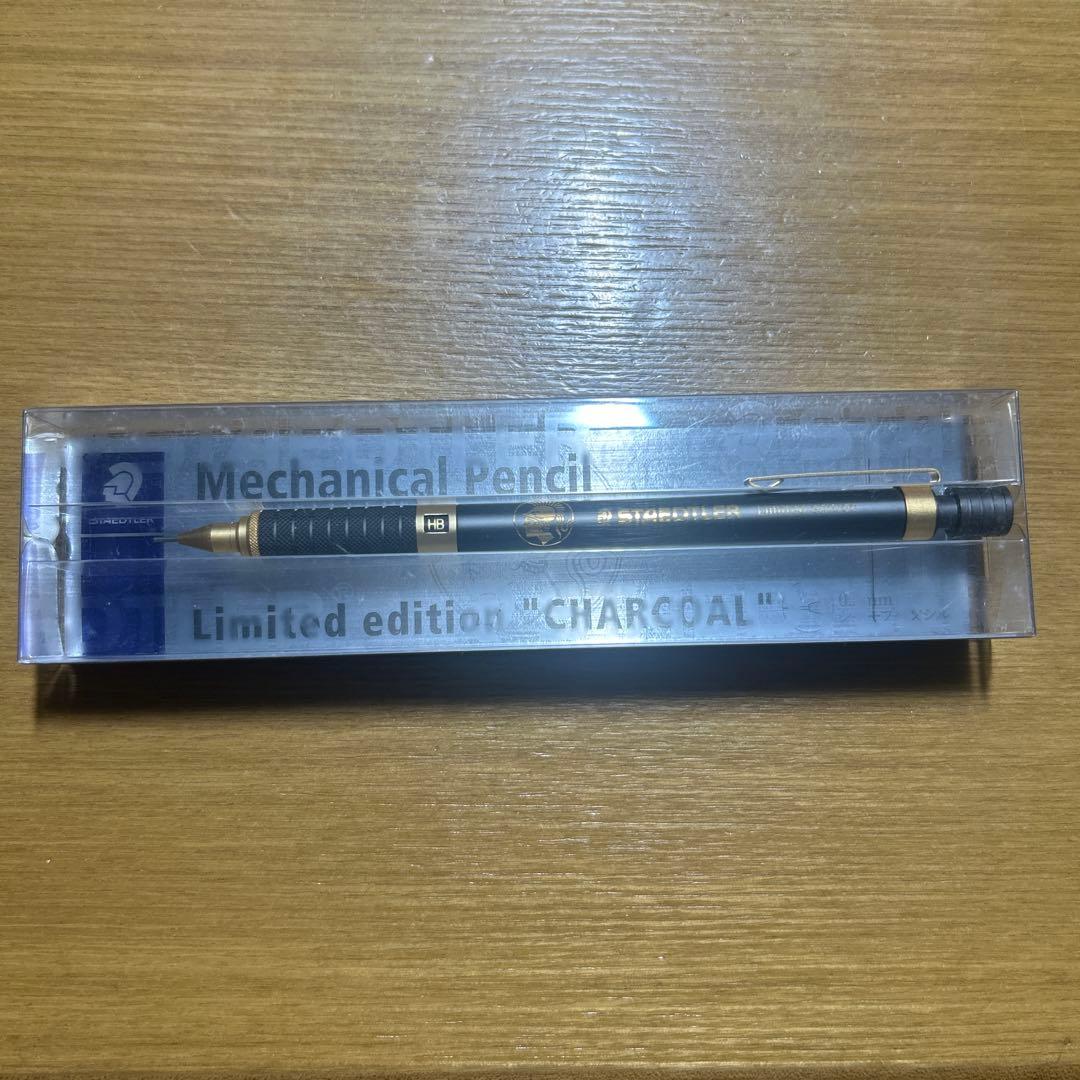 Mechanical Pencil
STAEDTLER
HB
STAEDTLER
Limited edition "CHARCOAL"